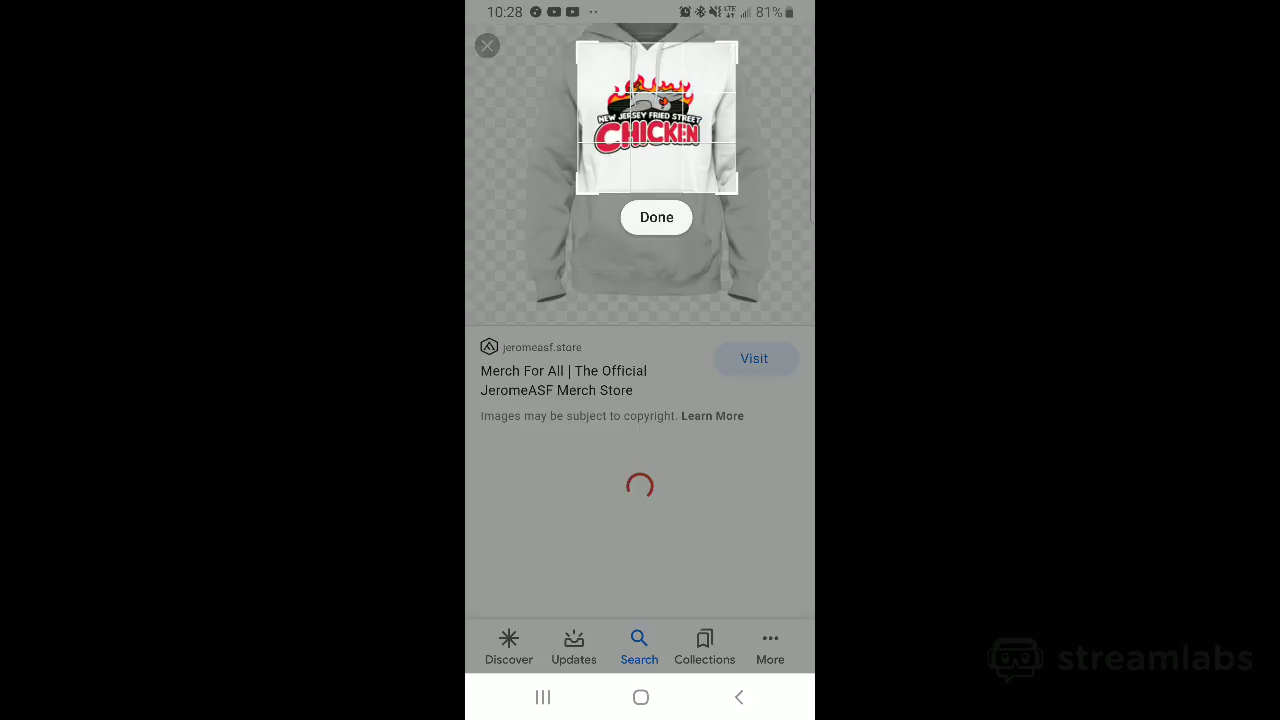 10:28
LTE
81%
NEW JERSEY FRIED STREET
CHICKEN
Done
jeromeasf.store
Visit
Merch For All | The Official
JeromeASF Merch Store
Images may be subject to copyright. Learn More
Discover
Updates
Search
Collections
More
streamlabs